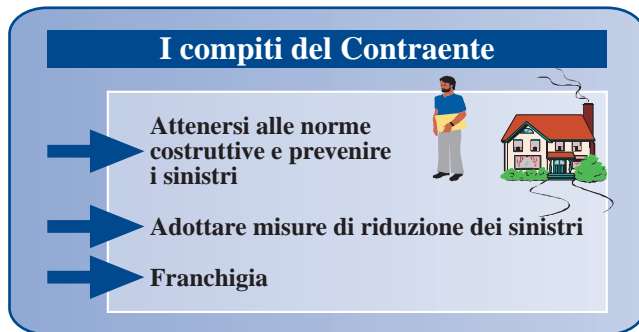 I compiti del Contraente
Attenersi alle norme
costruttive e prevenire
i sinistri
Adottare misure di riduzione dei sinistri
Franchigia